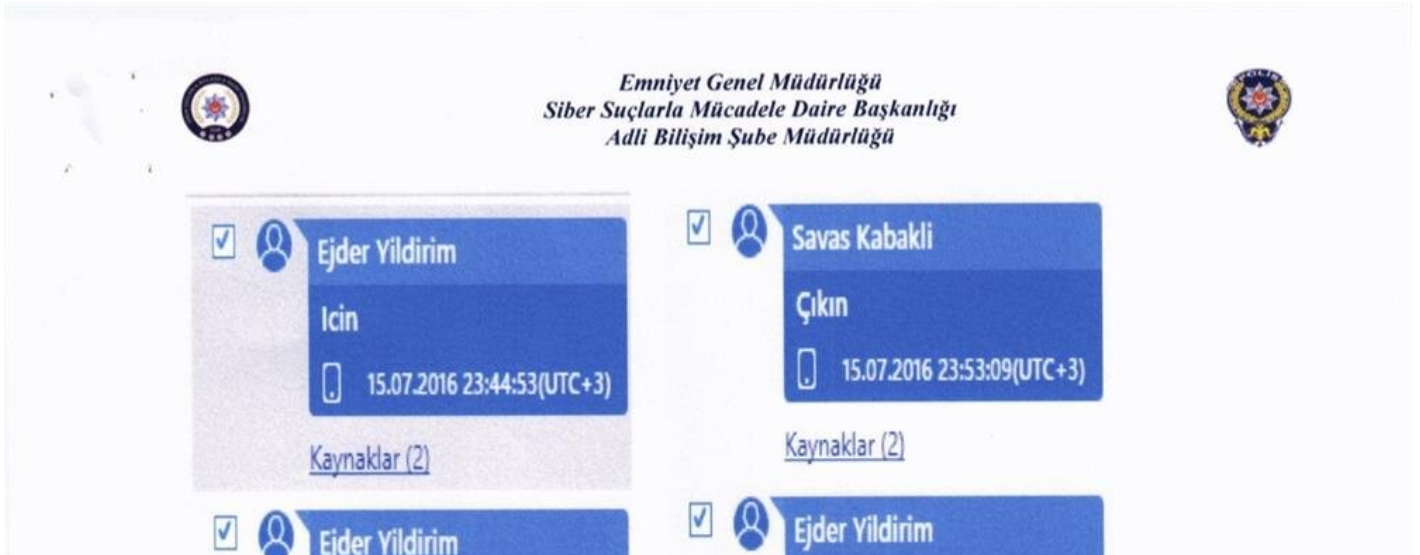 Emniyet Genel Müdürlüğü
Siber Suçlarla Mücadele Daire Başkanlığı
Adli Bilişim Şube Müdürlüğü
Ejder Yildirim
Icin
15.07.2016 23:44:53(UTC+3)
Kaynaklar (2)
Ejder Yildirim
Savas Kabakli
Çıkın
15.07.2016 23:53:09(UTC+3)
Kaynaklar (2)
Ejder Yildirim
POLİS